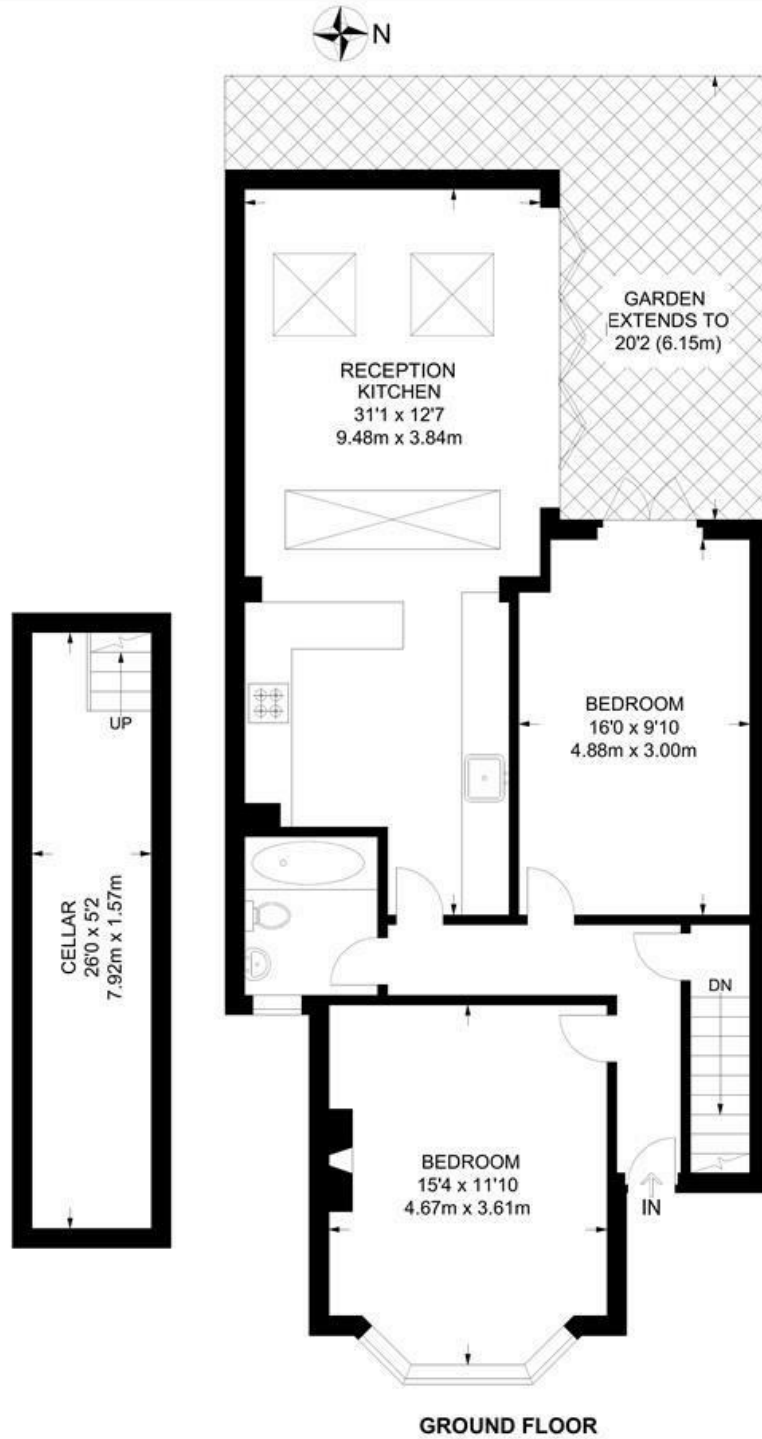 N
GARDEN
EXTENDS TO
20'2 (6.15m)
RECEPTION
KITCHEN
31'1 x 12'7
9.48m x 3.84m
BEDROOM
16'0 x 9'10
4.88m x 3.00m
UP
CELLAR
26'0 x 5'2
7.92m x 1.57m
DN
BEDROOM
15'4 x 11'10
4.67m x 3.61m
IN
GROUND FLOOR